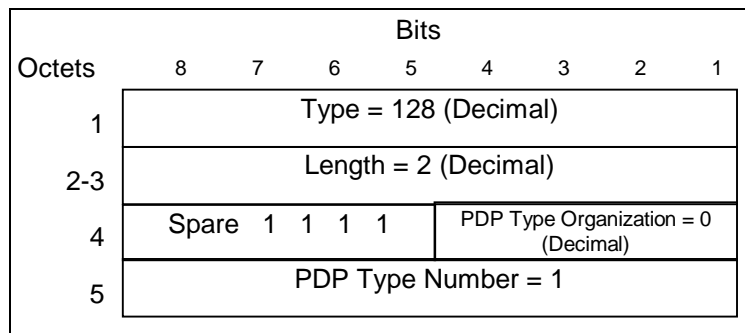 Bits
Octets 8 7 6 5 4 3 2 1
1 Type = 128 (Decimal)
2-3 Length = 2 (Decimal)
4 Spare 1 1 1 1 PDP Type Organization = 0
(Decimal)
5 PDP Type Number = 1